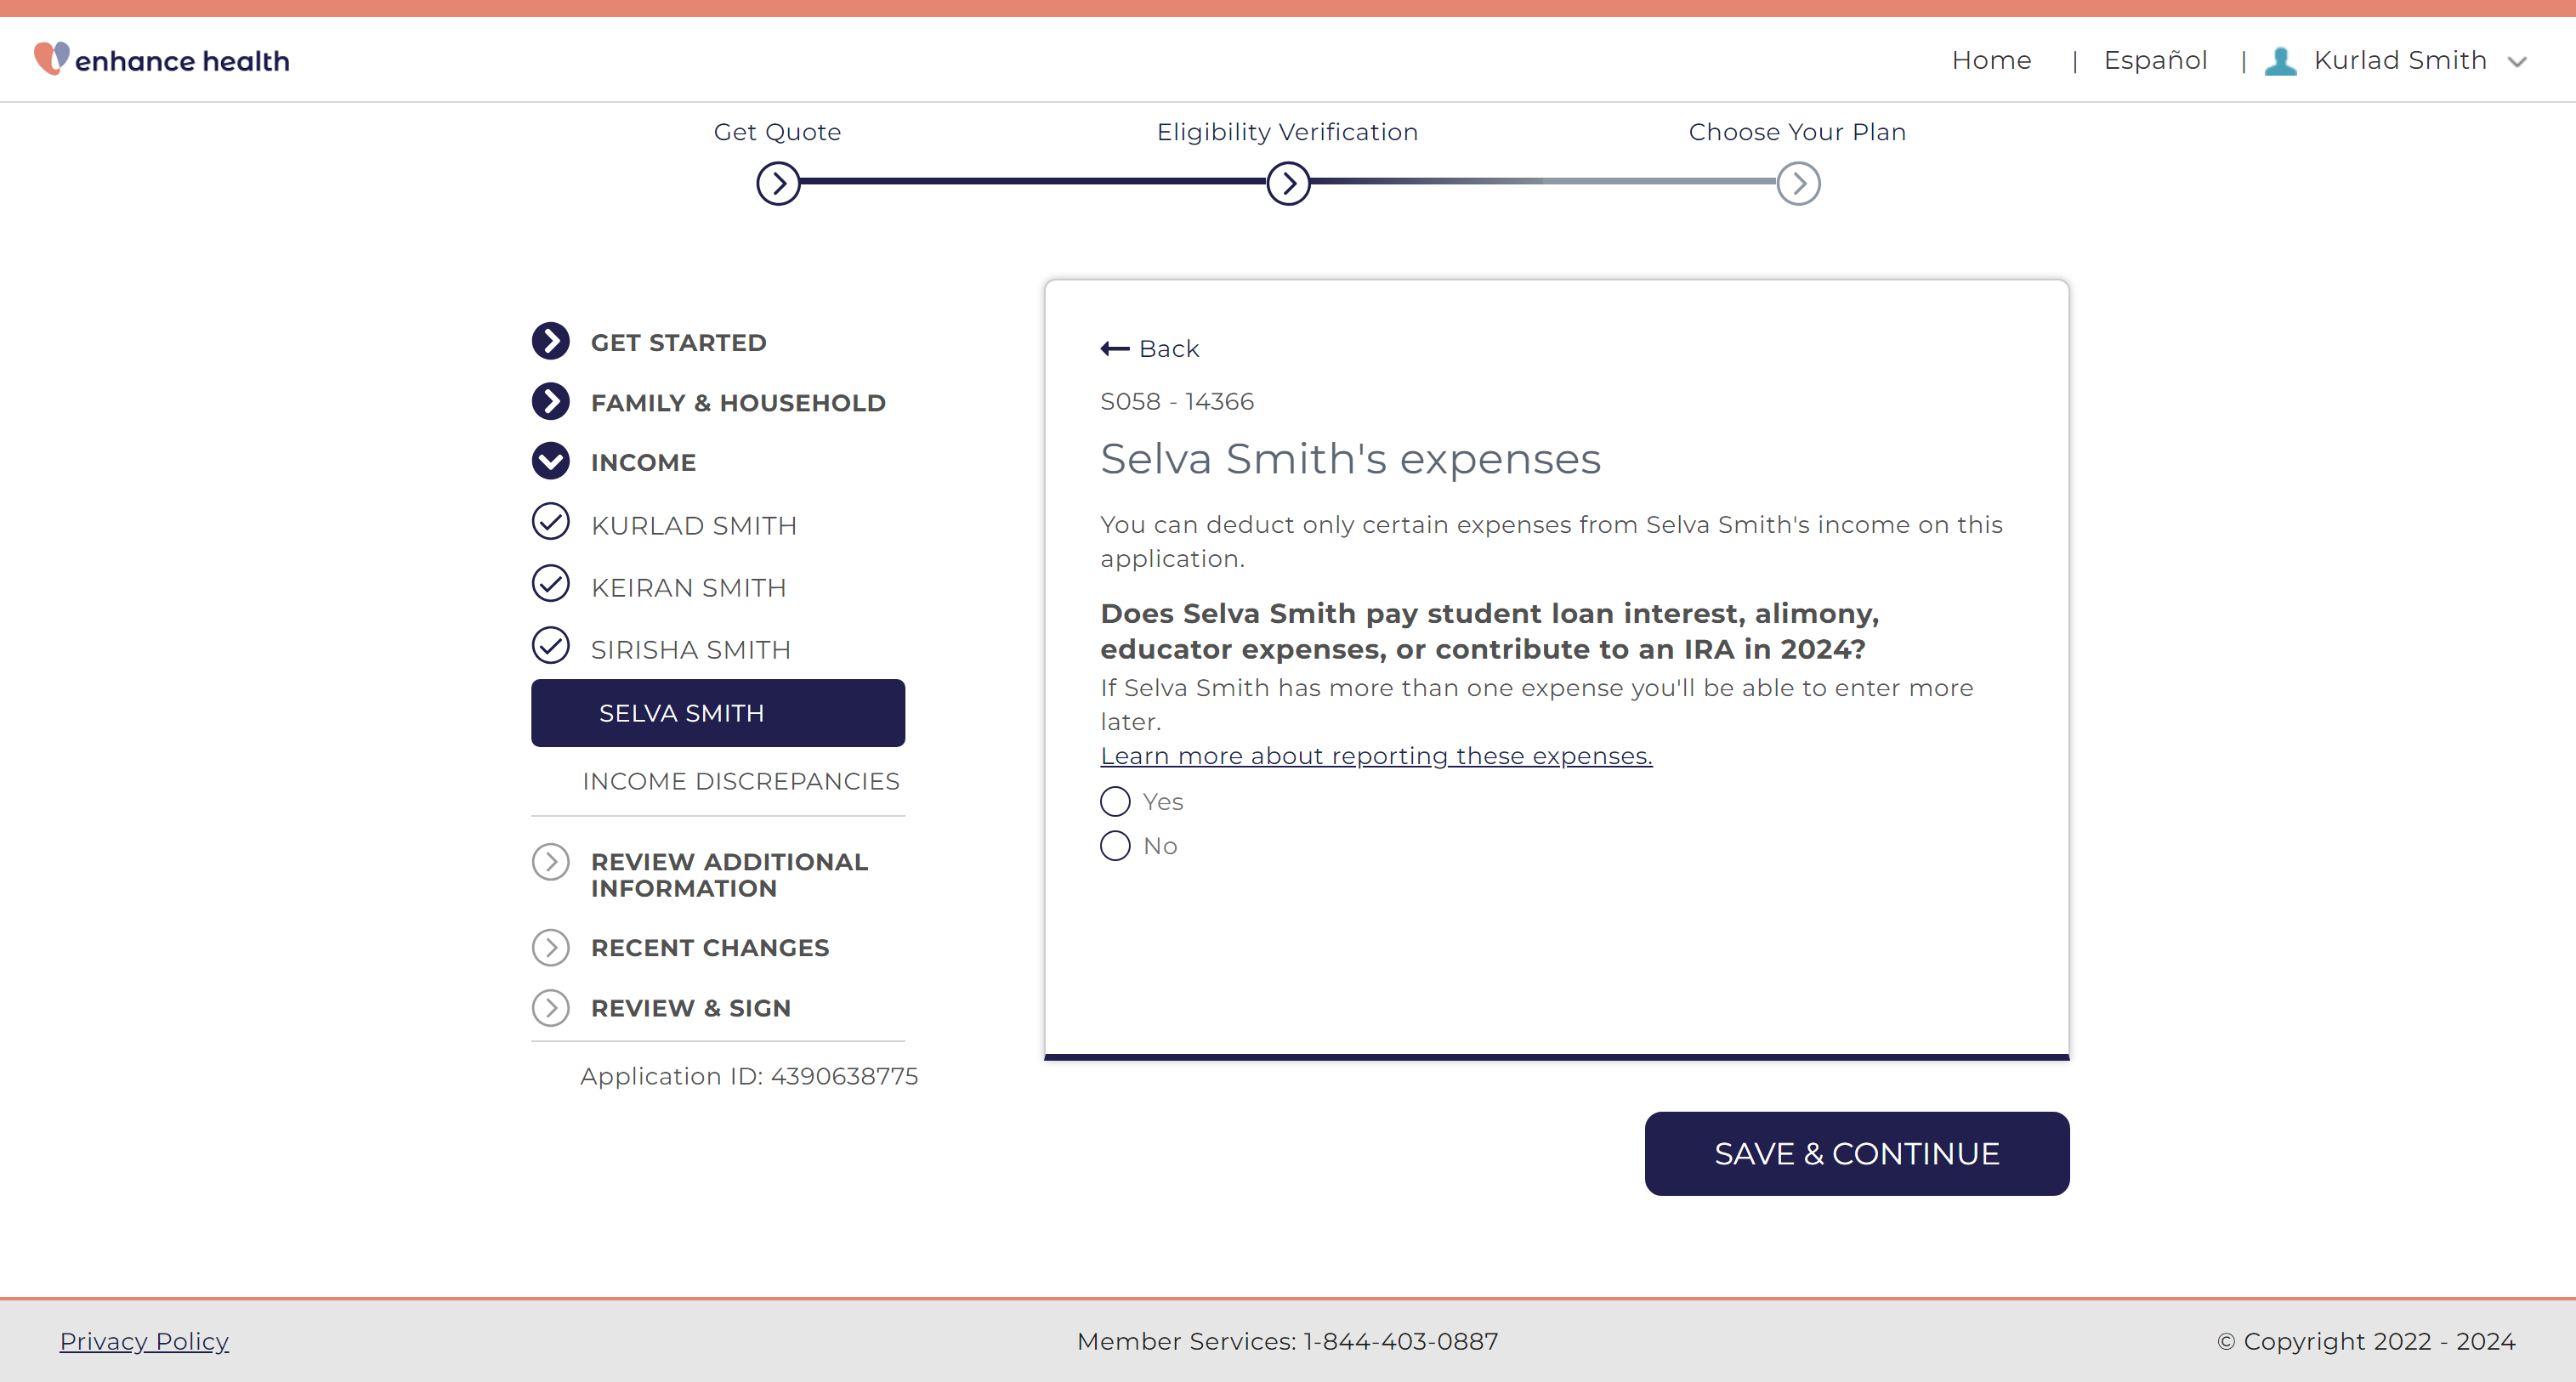 enhance health
Home | Español | Kurlad Smith
Get Quote
Eligibility Verification
Choose Your Plan
GET STARTED
FAMILY & HOUSEHOLD
INCOME
KURLAD SMITH
KEIRAN SMITH
SIRISHA SMITH
SELVA SMITH
INCOME DISCREPANCIES
REVIEW ADDITIONAL
INFORMATION
RECENT CHANGES
REVIEW & SIGN
Application ID: 4390638775
Back
S058 - 14366
Selva Smith's expenses
You can deduct only certain expenses from Selva Smith's income on this
application.
Does Selva Smith pay student loan interest, alimony,
educator expenses, or contribute to an IRA in 2024?
If Selva Smith has more than one expense you'll be able to enter more
later.
Learn more about reporting these expenses.
Yes
No
SAVE & CONTINUE
Privacy Policy
Member Services: 1-844-403-0887
© Copyright 2022 - 2024